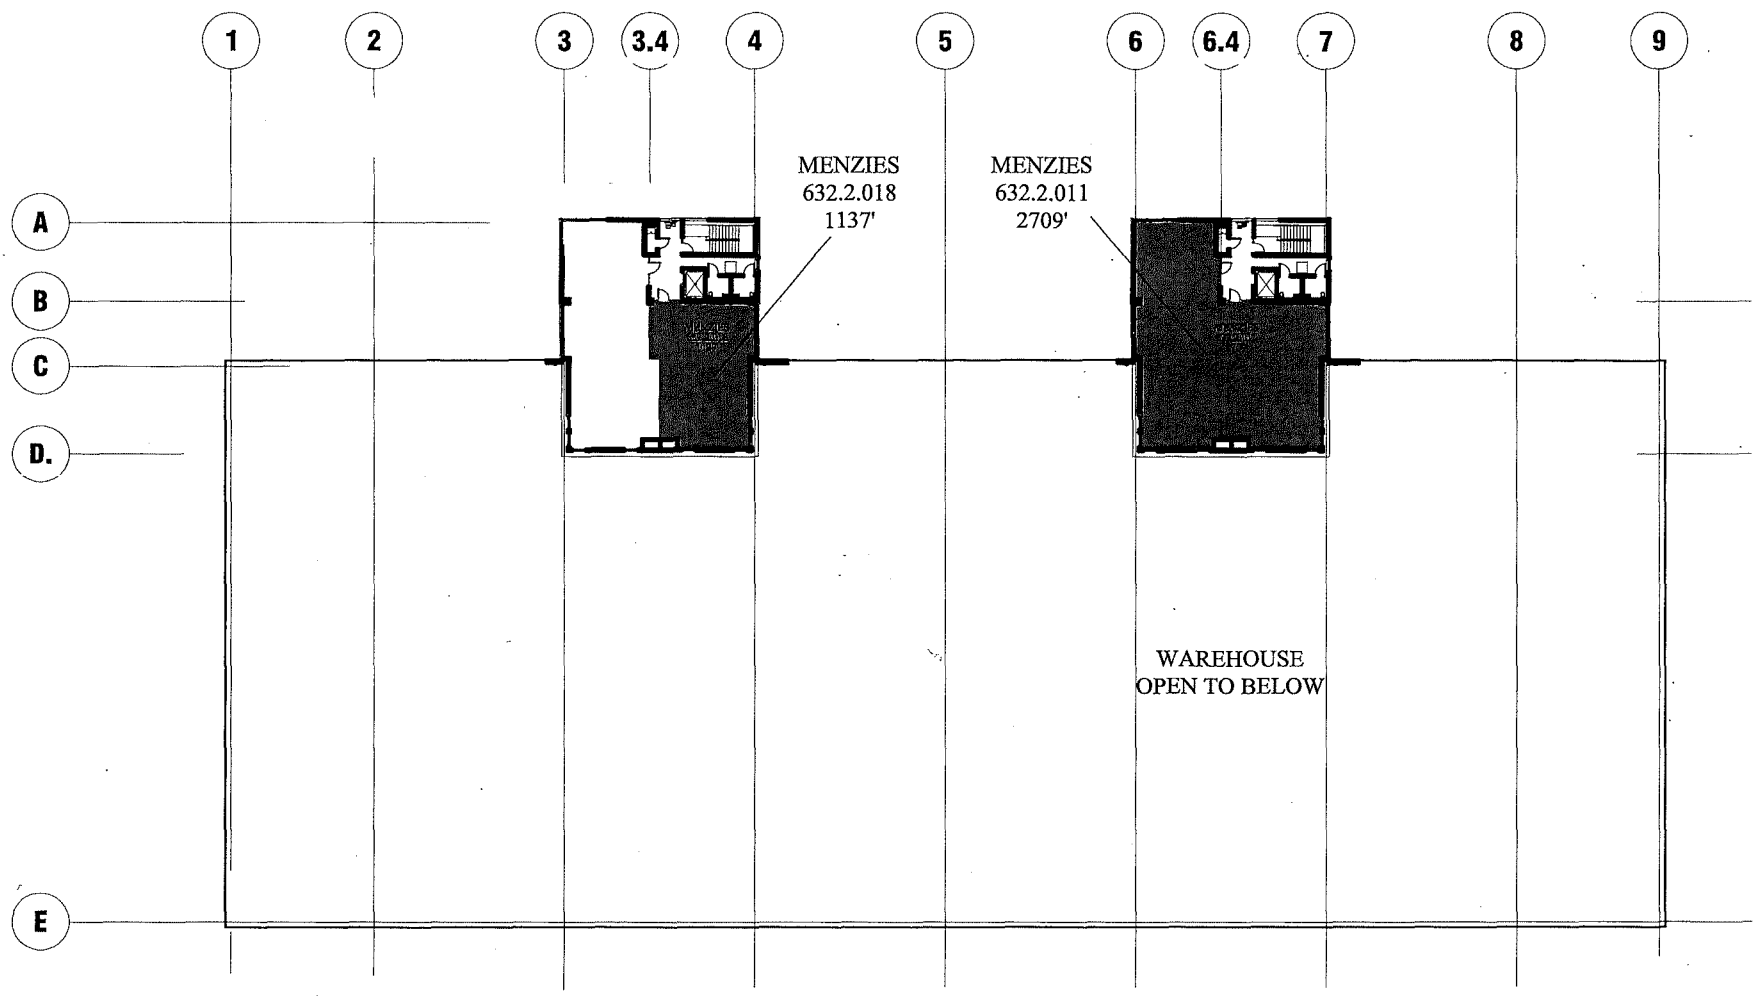 1 2 3 3.4 4 5 6 6.4 7 8 9
MENZIES
632.2.018
1137'
MENZIES
632.2.011
2709'
A
B
C
D.
E
WAREHOUSE
OPEN TO BELOW